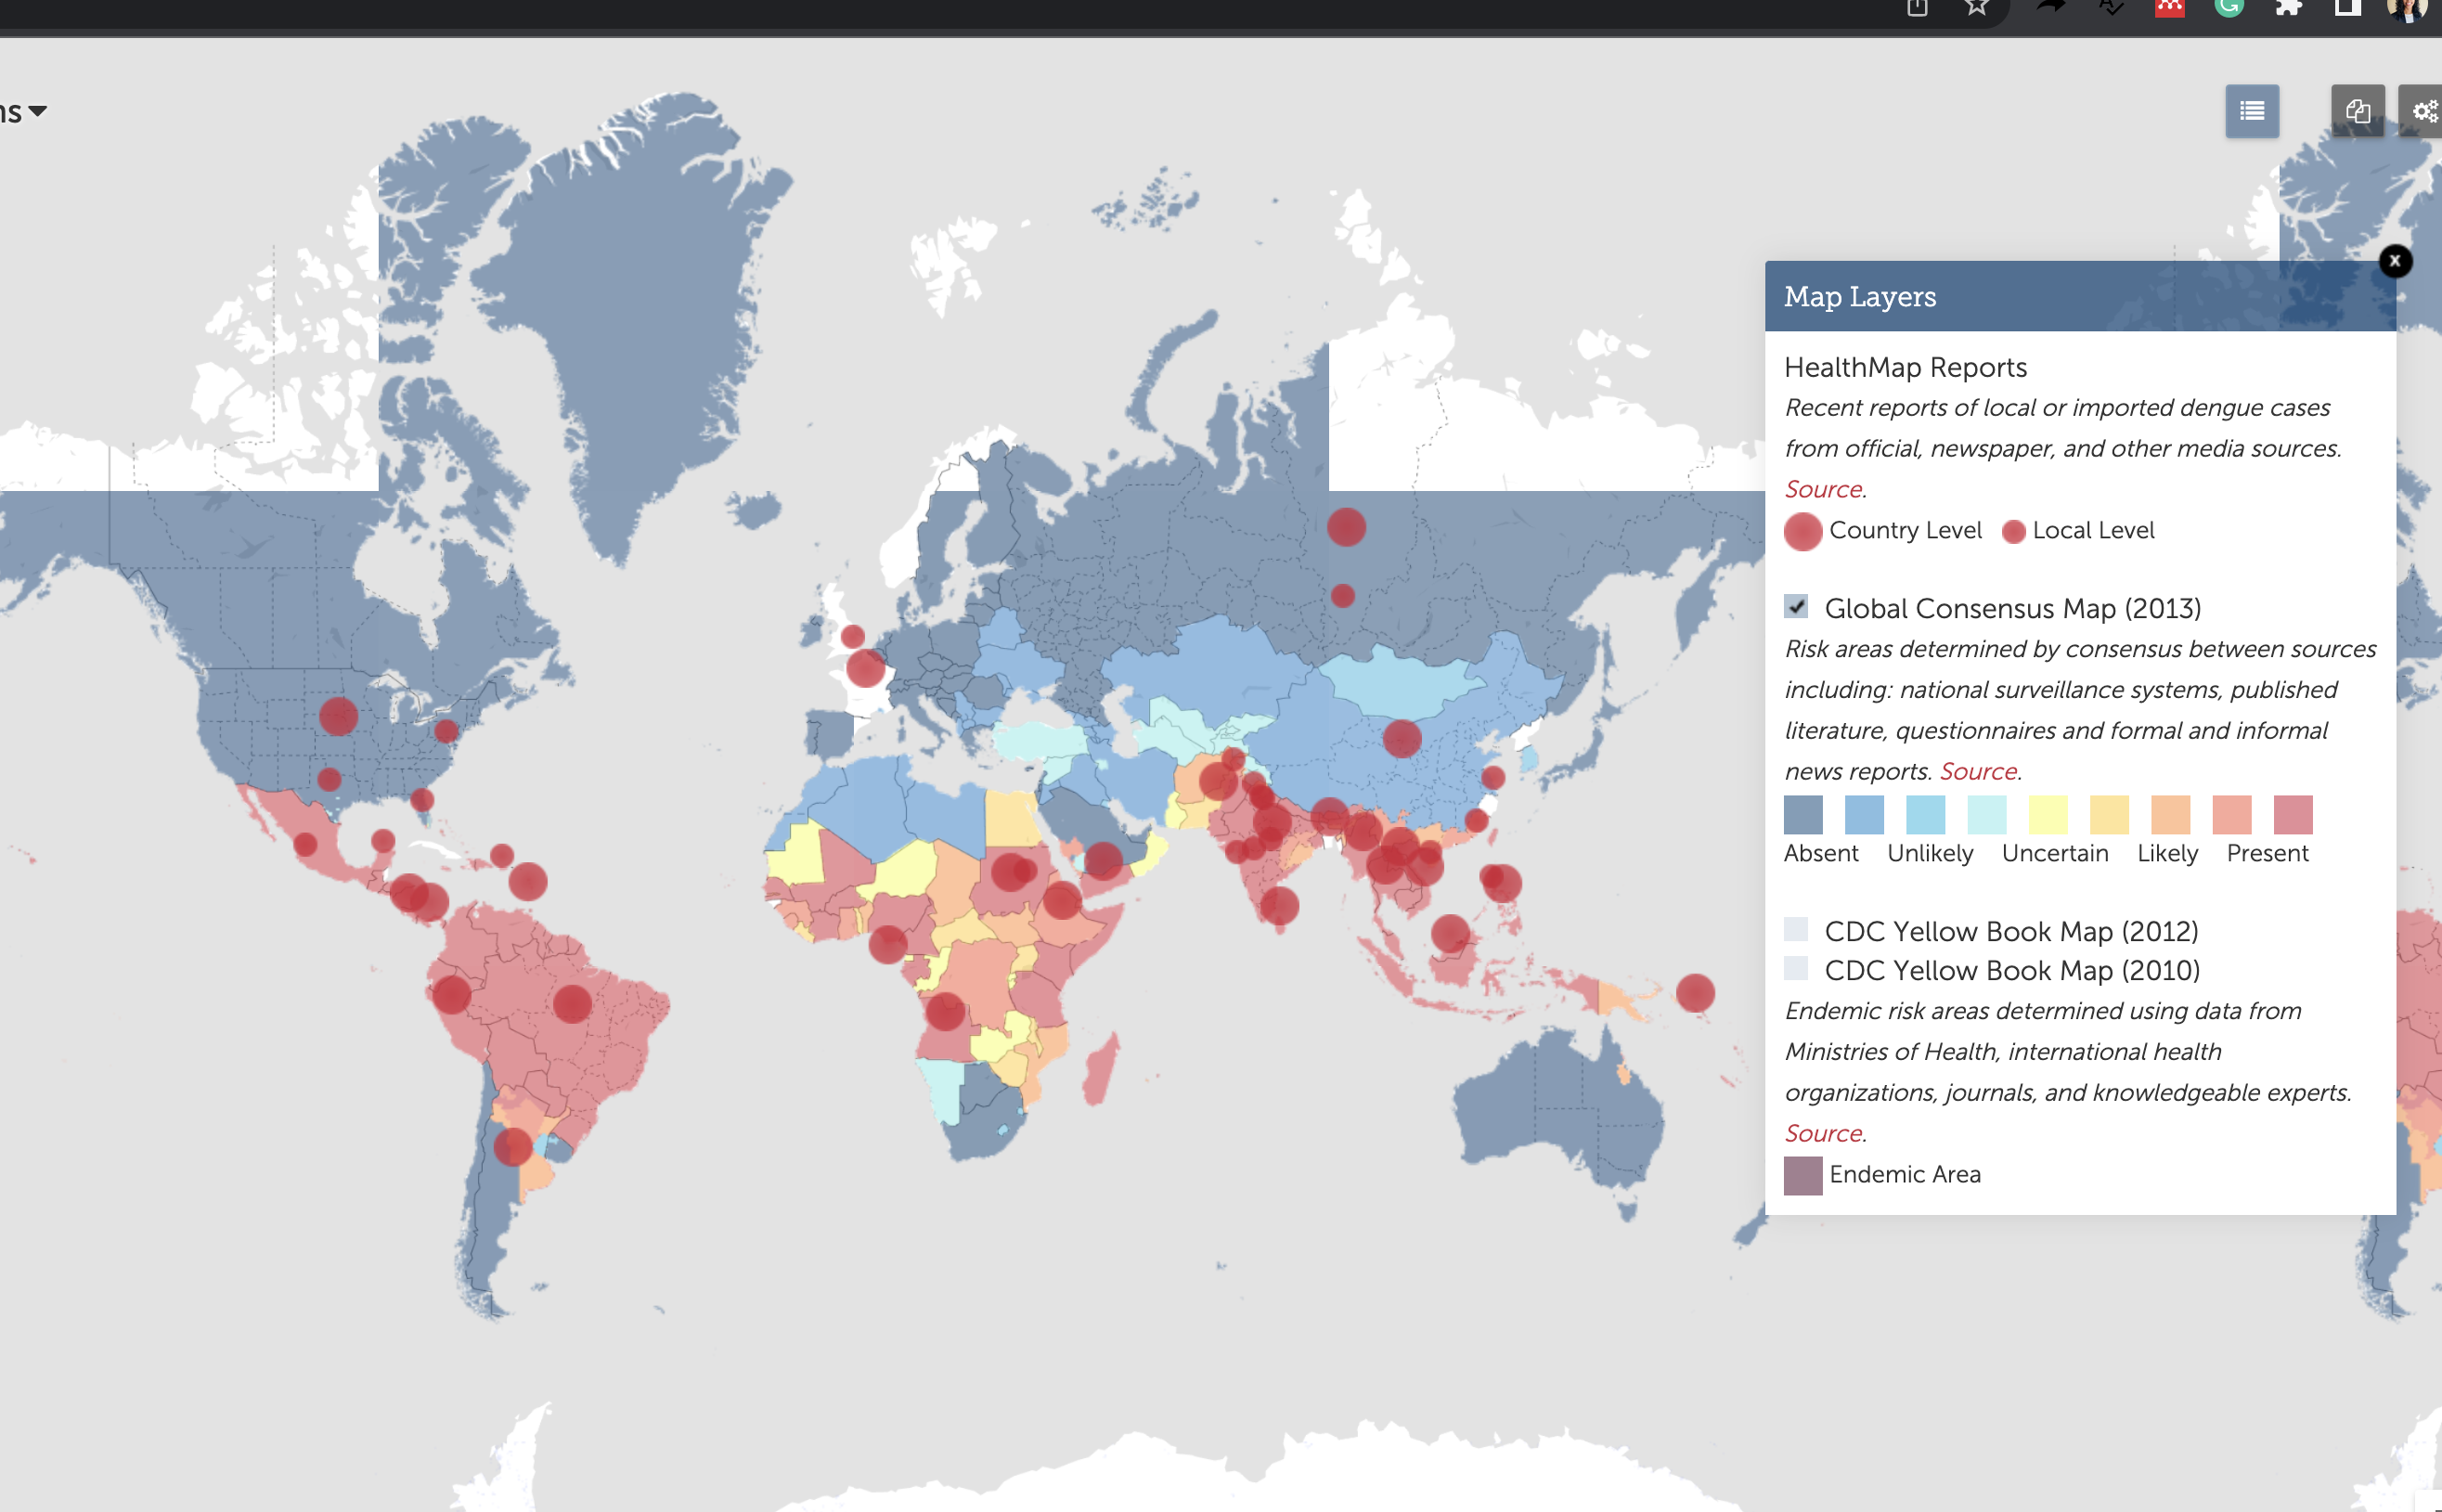 ns
x
Map Layers
HealthMap Reports
Recent reports of local or imported dengue cases
from official, newspaper, and other media sources.
Source.
Country Level Local Level
Global Consensus Map (2013)
Risk areas determined by consensus between sources
including: national surveillance systems, published
literature, questionnaires and formal and informal
news reports. Source.
Absent Unlikely Uncertain Likely Present
CDC Yellow Book Map (2012)
CDC Yellow Book Map (2010)
Endemic risk areas determined using data from
Ministries of Health, international health
organizations, journals, and knowledgeable experts.
Source.
Endemic Area